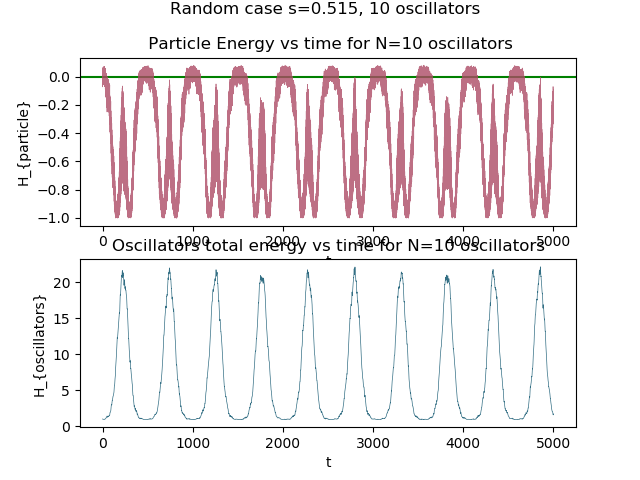 Random case s=0.515, 10 oscillators
Particle Energy vs time for N=10 oscillators
H_{particle}
0.0
−0.2
−0.4
−0.6
−0.8
−1.0
0 1000 2000 3000 4000 5000
t
Oscillators total energy vs time for N=10 oscillators
H_{oscillators}
20
15
10
5
0
0 1000 2000 3000 4000 5000
t